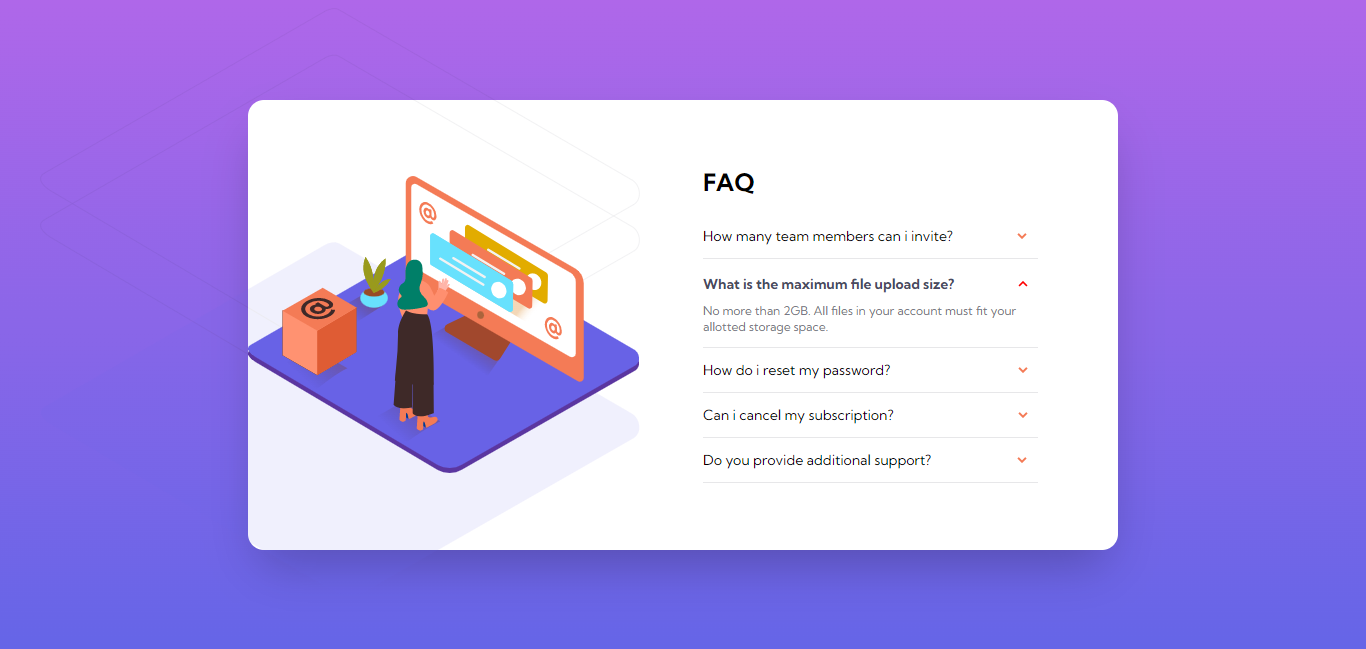 FAQ
How many team members can i invite?
What is the maximum file upload size?
No more than 2GB. All files in your account must fit your
allotted storage space.
How do i reset my password?
Can i cancel my subscription?
Do you provide additional support?
@
@
@